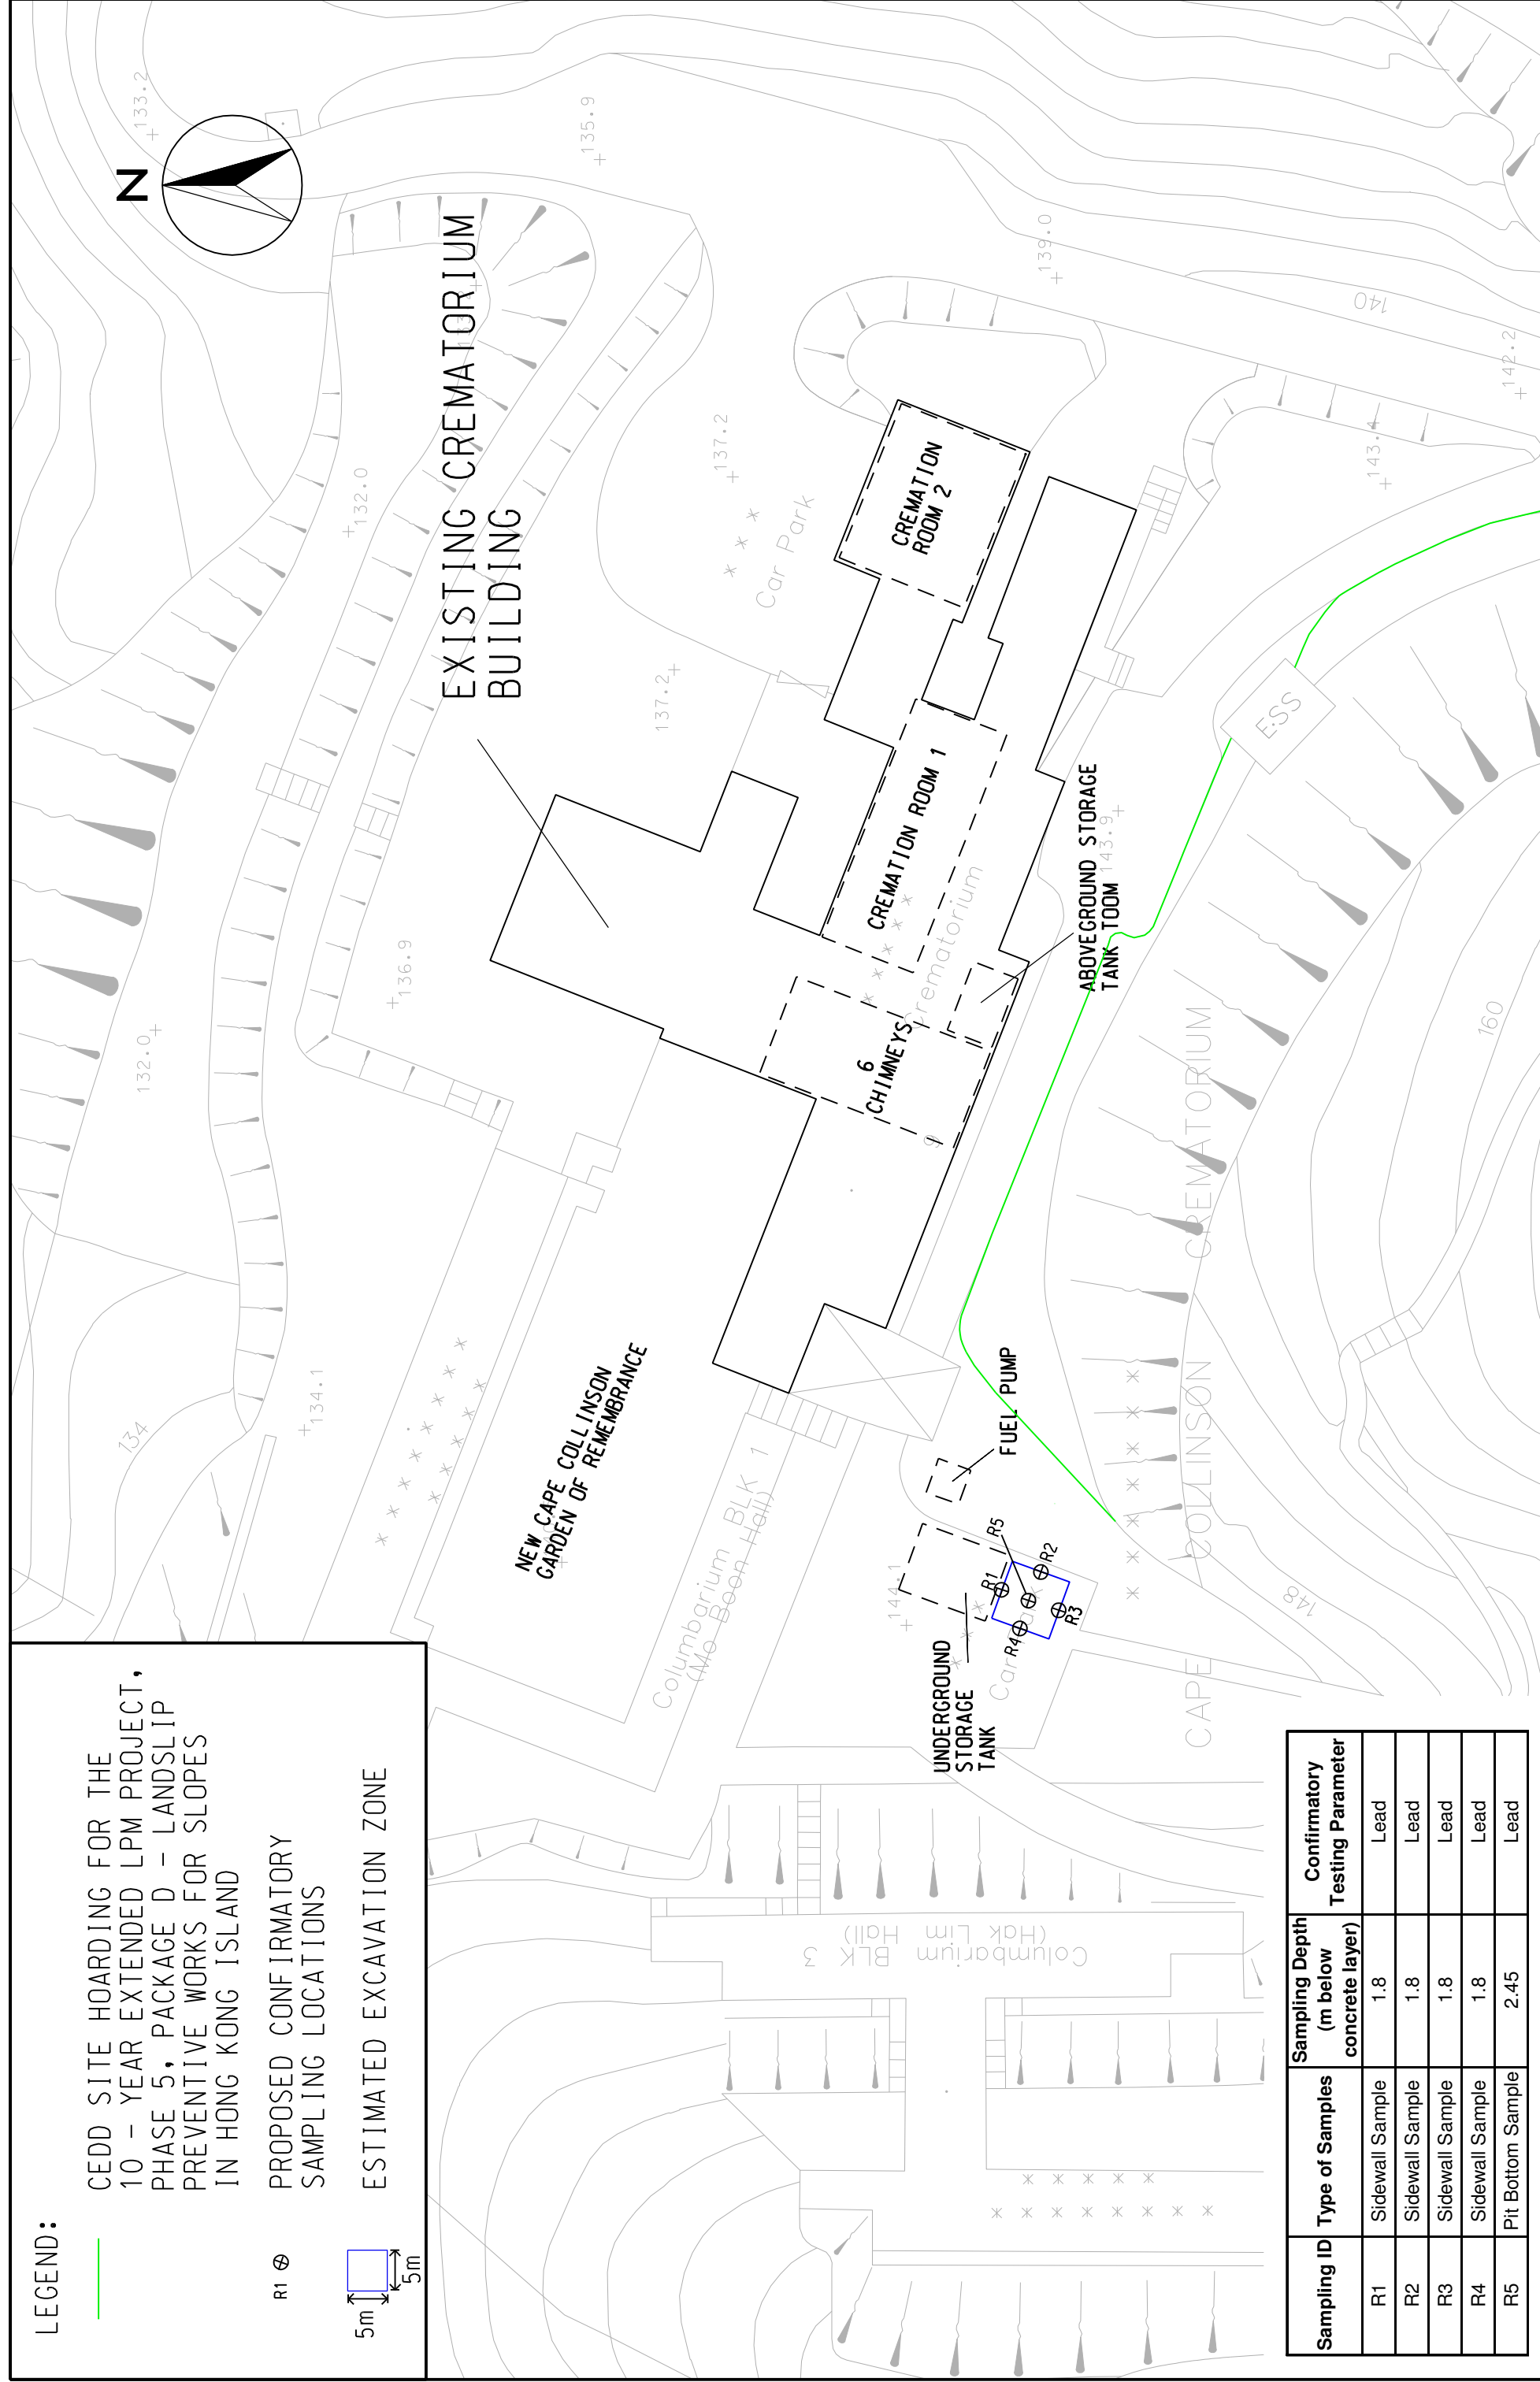 LEGEND:
CEDD SITE HOARDING FOR THE
10 - YEAR EXTENDED LPM PROJECT,
PHASE 5, PACKAGE D - LANDSLIP
PREVENTIVE WORKS FOR SLOPES
IN HONG KONG ISLAND
R1
PROPOSED CONFIRMATORY
SAMPLING LOCATIONS
5m
5m
ESTIMATED EXCAVATION ZONE
N
133.2
135.9
132.0
EXISTING CREMATORIUM
BUILDING
137.2
137.2
Car Park
139.0
140
142.2
143.4
132.0
136.9
134
134.1
CREMATION
ROOM 2
CREMATION ROOM 1
6
CHIMNEYS
Crematorium
9
ABOVEGROUND STORAGE
TANK TOOM
143.9
E:SS
160
NEW CAPE COLLINSON
GARDEN OF REMEMBRANCE
Columbarium BLK 1
(Mo Boon Hall)
FUEL PUMP
144.1
UNDERGROUND
STORAGE
TANK
R5
R1
R2
R4
R3
148
CAPE COLLINSON CREMATORIUM
Columbarium BLK 3
(Hak Lim Hall)
Sampling ID Type of Samples Sampling Depth (m below concrete layer) Confirmatory Testing Parameter
R1 Sidewall Sample 1.8 Lead
R2 Sidewall Sample 1.8 Lead
R3 Sidewall Sample 1.8 Lead
R4 Sidewall Sample 1.8 Lead
R5 Pit Bottom Sample 2.45 Lead